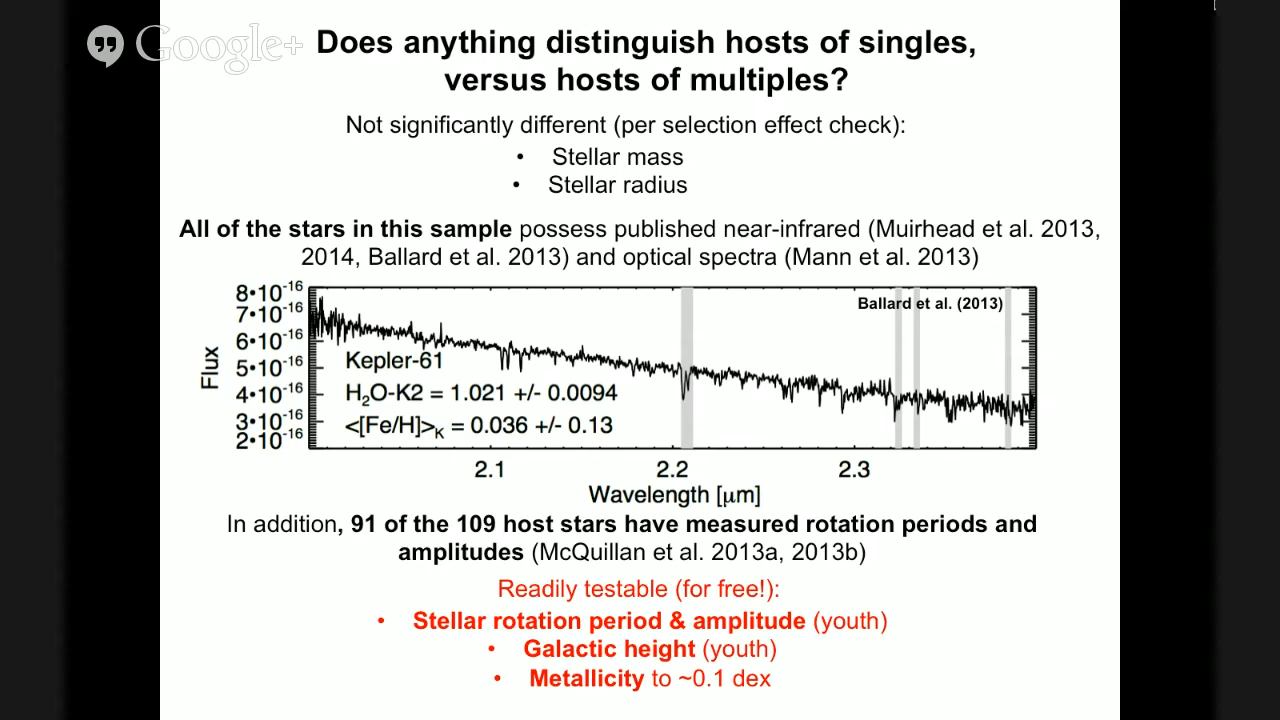 Google+
Does anything distinguish hosts of singles,
versus hosts of multiples?
Not significantly different (per selection effect check):
• Stellar mass
• Stellar radius
All of the stars in this sample possess published near-infrared (Muirhead et al. 2013,
2014, Ballard et al. 2013) and optical spectra (Mann et al. 2013)
8•10⁻¹⁶
7•10⁻¹⁶
6•10⁻¹⁶
5•10⁻¹⁶
4•10⁻¹⁶
3•10⁻¹⁶
2•10⁻¹⁶
Flux
Ballard et al. (2013)
Kepler-61
H₂O-K2 = 1.021 +/- 0.0094
<[Fe/H]>K = 0.036 +/- 0.13
2.1 2.2 2.3
Wavelength [μm]
In addition, 91 of the 109 host stars have measured rotation periods and
amplitudes (McQuillan et al. 2013a, 2013b)
Readily testable (for free!):
• Stellar rotation period & amplitude (youth)
• Galactic height (youth)
• Metallicity to ~0.1 dex